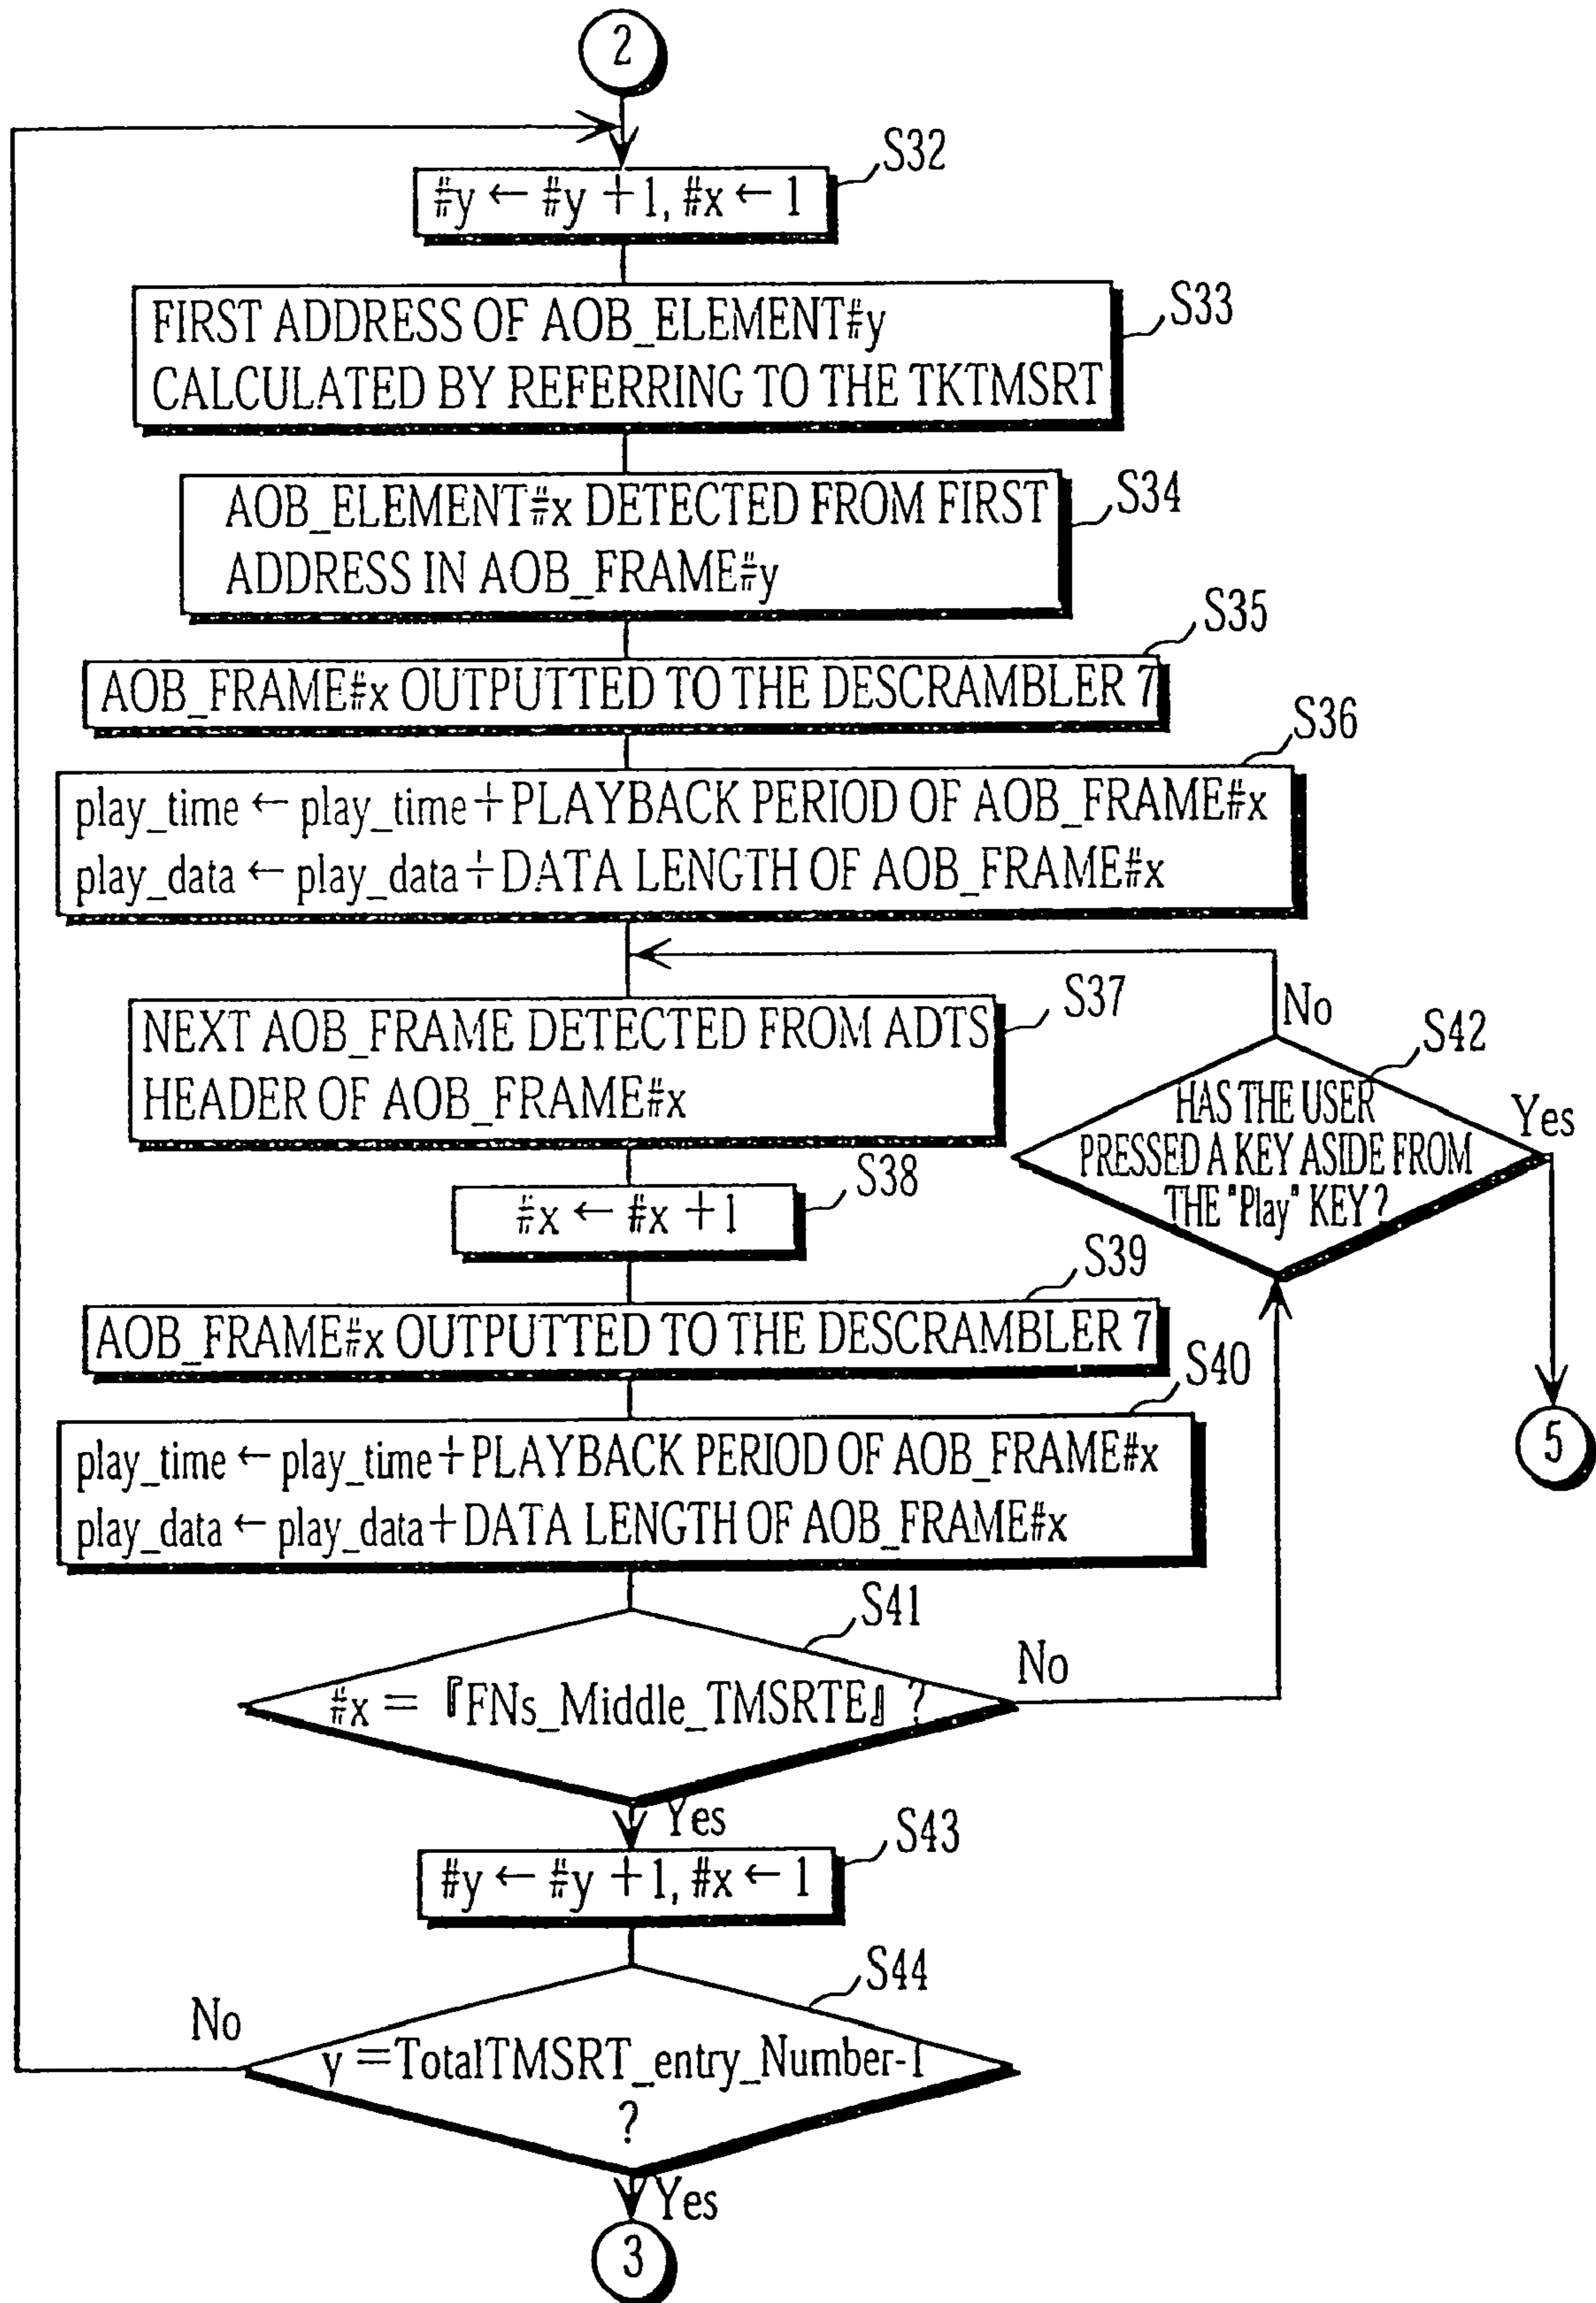 2
S32
#y ← #y +1, #x ← 1
S33
FIRST ADDRESS OF AOB_ELEMENT#y
CALCULATED BY REFERRING TO THE TKTMSRT
S34
AOB_ELEMENT#x DETECTED FROM FIRST
ADDRESS IN AOB_FRAME#y
S35
AOB_FRAME#x OUTPUTTED TO THE DESCRAMBLER 7
S36
play_time ← play_time+PLAYBACK PERIOD OF AOB_FRAME#x
play_data ← play_data+DATA LENGTH OF AOB_FRAME#x
S37
NEXT AOB_FRAME DETECTED FROM ADTS
HEADER OF AOB_FRAME#x
No
S42
HAS THE USER
PRESSED A KEY ASIDE FROM
THE "Play" KEY?
Yes
5
S38
#x ← #x +1
S39
AOB_FRAME#x OUTPUTTED TO THE DESCRAMBLER 7
S40
play_time ← play_time+PLAYBACK PERIOD OF AOB_FRAME#x
play_data ← play_data+DATA LENGTH OF AOB_FRAME#x
S41
#x = 『FNs_Middle_TMSRTE』?
No
Yes
S43
#y ← #y +1, #x ← 1
S44
No
y =TotalTMSRT_entry_Number-1
?
Yes
3